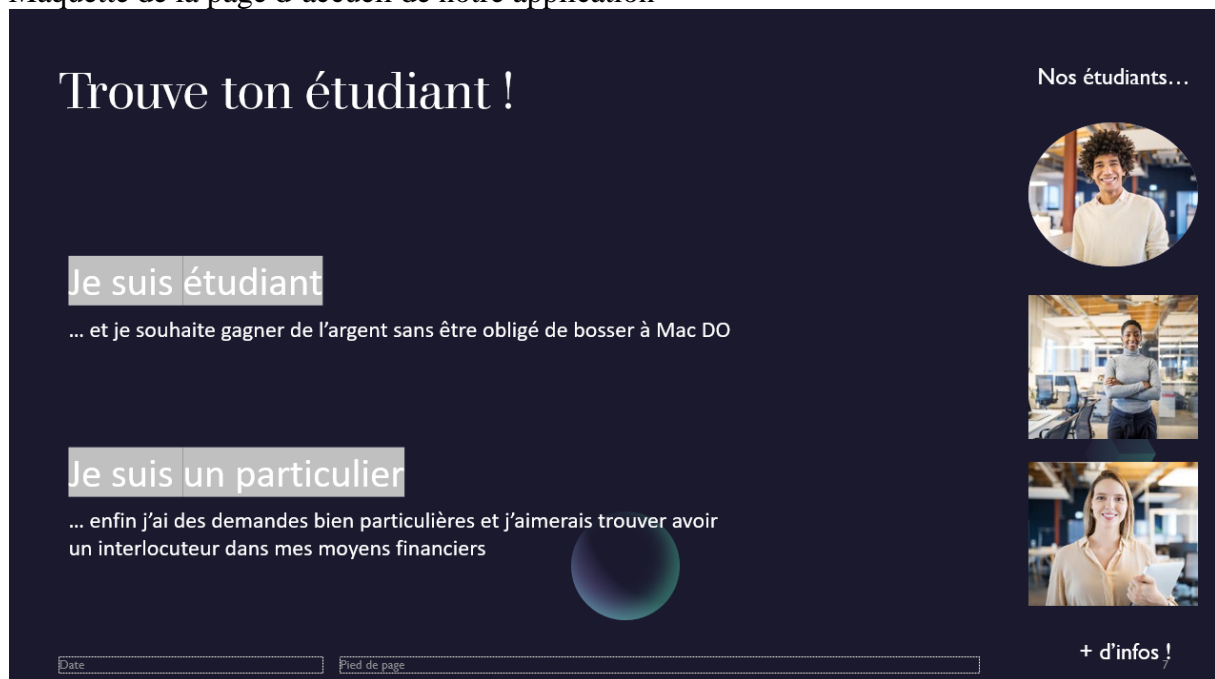 Maquette de la page d'accueil de notre application
Trouve ton étudiant !
Nos étudiants…
Je suis étudiant
… et je souhaite gagner de l'argent sans être obligé de bosser à Mac DO
Je suis un particulier
… enfin j'ai des demandes bien particulières et j'aimerais trouver avoir
un interlocuteur dans mes moyens financiers
+ d'infos !
Date
Pied de page
7